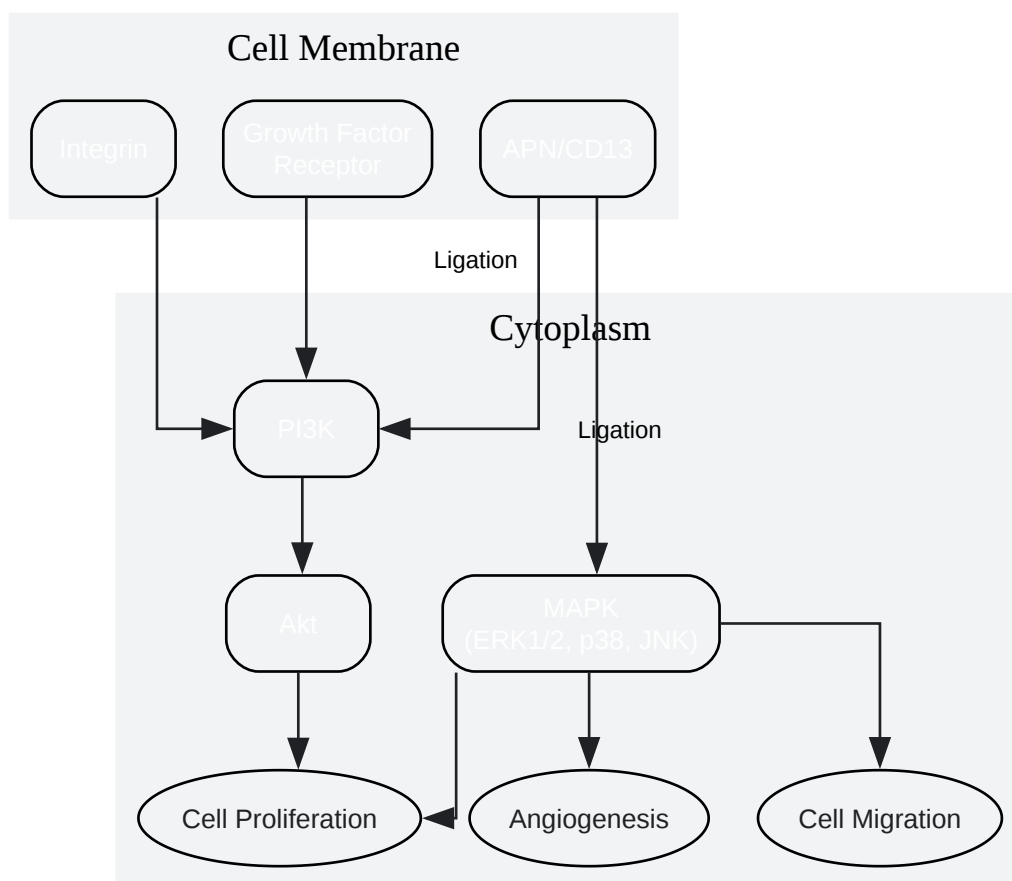 Cell Membrane
Integrin
Growth Factor
Receptor
APN/CD13
Ligation
Cytoplasm
PI3K
Ligation
Akt
MAPK
(ERK1/2, p38, JNK)
Cell Proliferation
Angiogenesis
Cell Migration